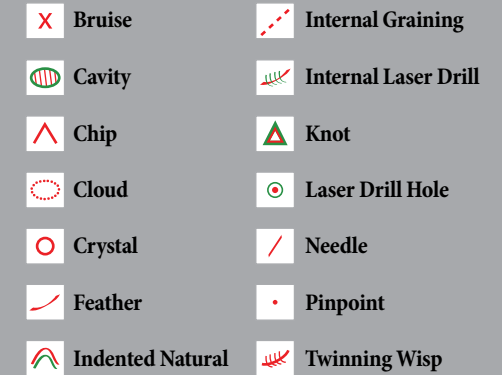 Bruise
Cavity
Chip
Cloud
Crystal
Feather
Indented Natural
Internal Graining
Internal Laser Drill
Knot
Laser Drill Hole
Needle
Pinpoint
Twinning Wisp